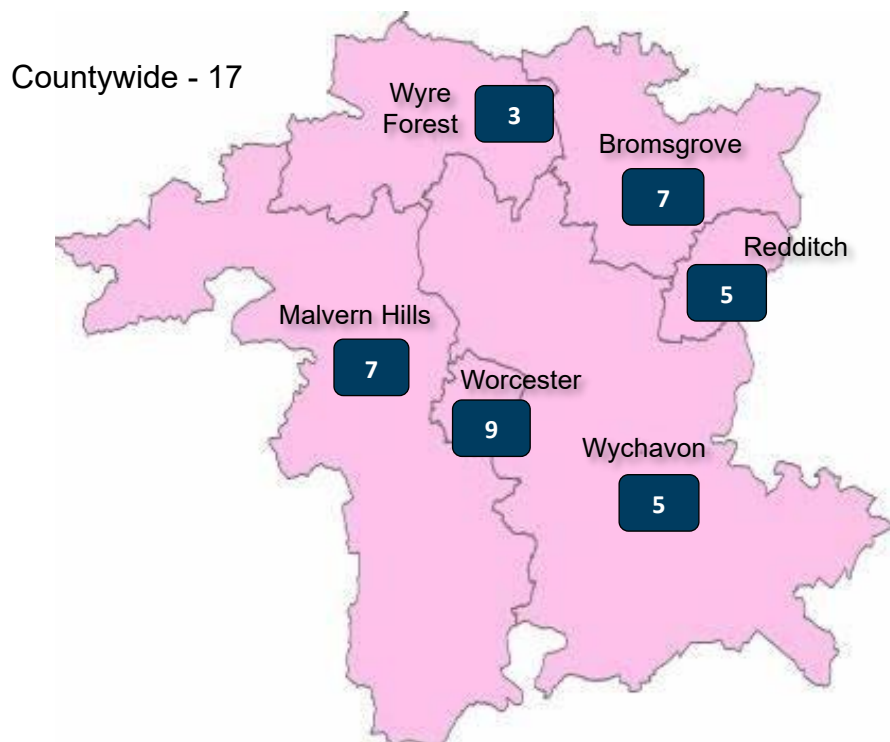 Countywide - 17
Wyre
Forest
3
Bromsgrove
7
Redditch
5
Malvern Hills
7
Worcester
9
Wychavon
5